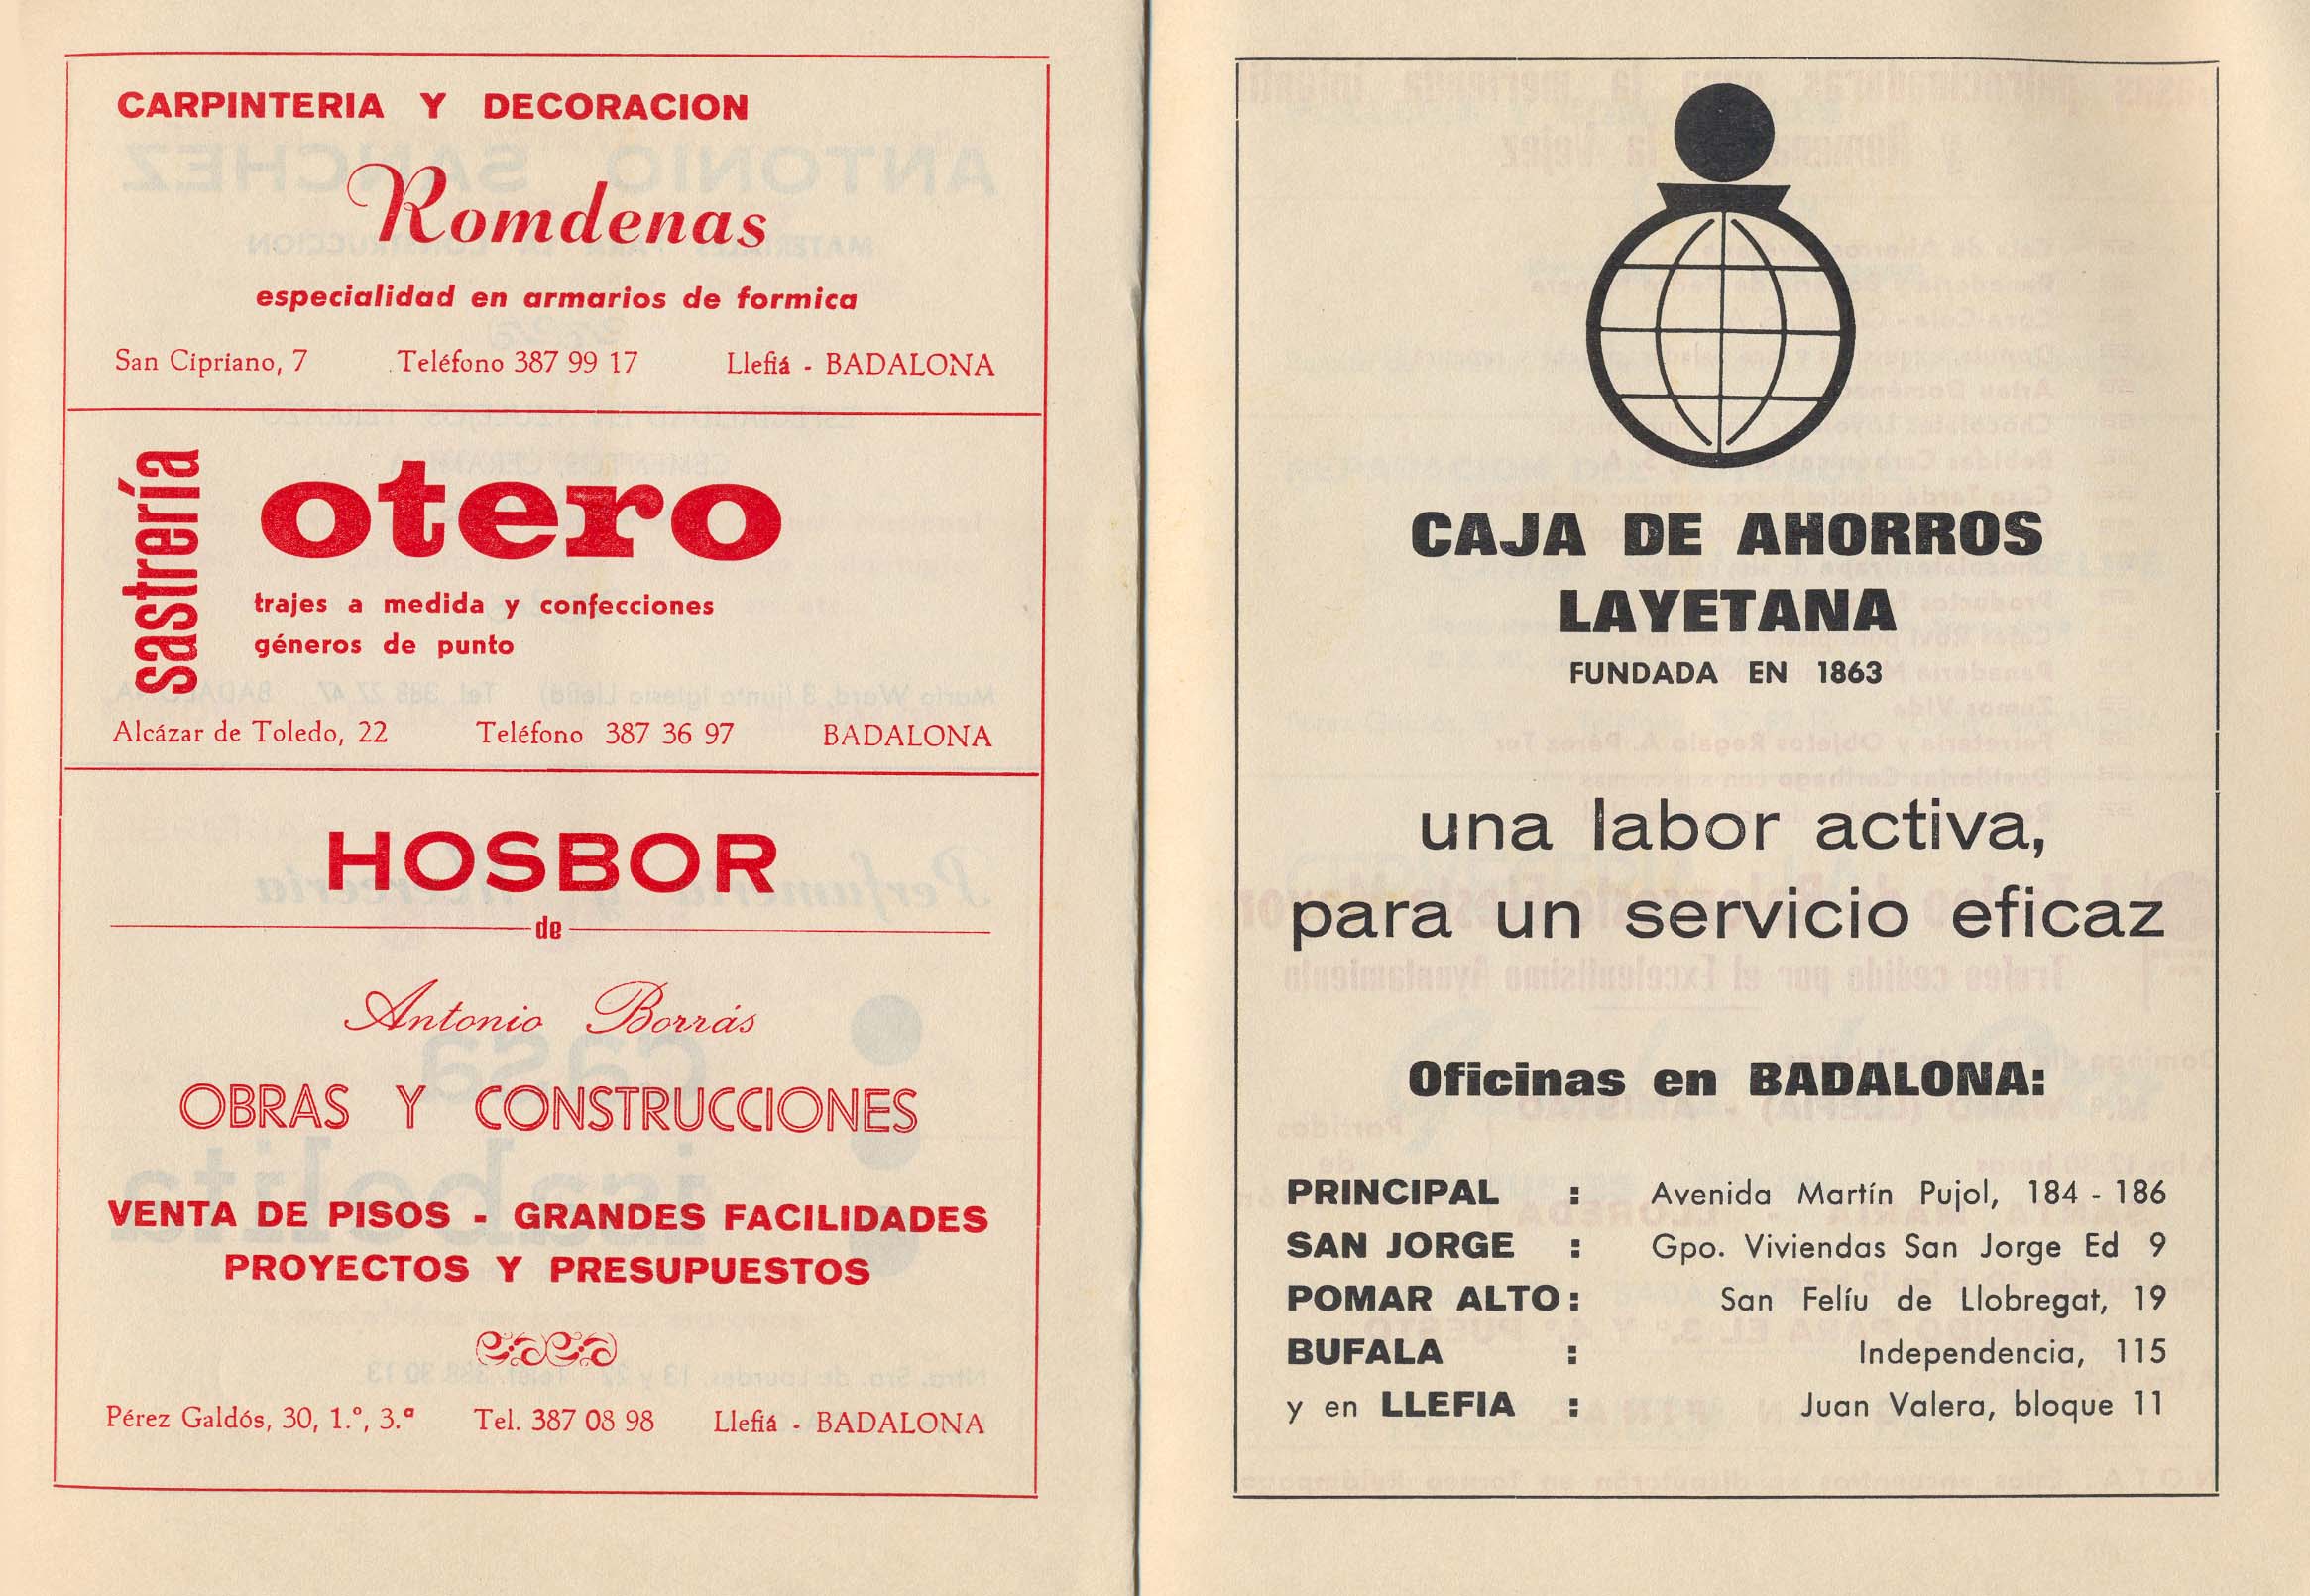 CARPINTERIA Y DECORACION
Romdenas
especialidad en armarios de formica
San Cipriano, 7 Teléfono 387 99 17 Llefiá - BADALONA
sastrería
otero
trajes a medida y confecciones
géneros de punto
Alcázar de Toledo, 22 Teléfono 387 36 97 BADALONA
HOSBOR
de
Antonio Borrás
OBRAS Y CONSTRUCCIONES
VENTA DE PISOS - GRANDES FACILIDADES
PROYECTOS Y PRESUPUESTOS
Pérez Galdós, 30, 1.º, 3.ª Tel. 387 08 98 Llefiá - BADALONA
CAJA DE AHORROS
LAYETANA
FUNDADA EN 1863
una labor activa,
para un servicio eficaz
Oficinas en BADALONA:
PRINCIPAL : Avenida Martín Pujol, 184 - 186
SAN JORGE : Gpo. Viviendas San Jorge Ed 9
POMAR ALTO : San Felíu de Llobregat, 19
BUFALA : Independencia, 115
y en LLEFIA : Juan Valera, bloque 11